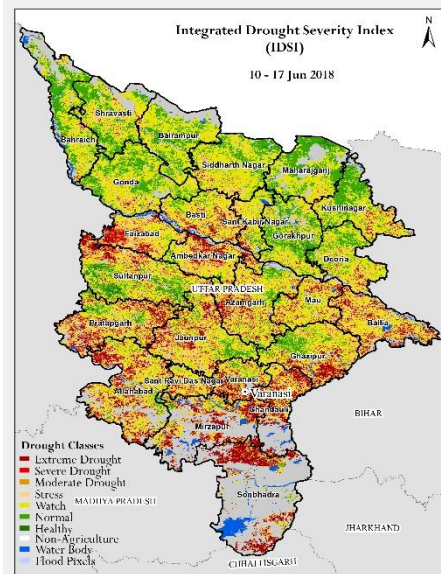 Integrated Drought Severity Index
(IDSI)
10 - 17 Jun 2018
N
Shravasti
Bahraich
Balrampur
Siddharth Nagar
Maharajganj
Gonda
Basti
Sant Kabir Nagar
Kushinagar
Gorakhpur
Faizabad
Ambedkar Nagar
Deoria
Sultanpur
UTTAR PRADESH
Azamgarh
Mau
Ballia
Pratapgarh
Jaunpur
Ghazipur
Sant Ravi Das Nagar
Varanasi
Varanasi
Allahabad
Chandauli
Mirzapur
BIHAR
Sonbhadra
MADHYA PRADESH
JHARKHAND
CHHATTISGARH
Drought Classes
Extreme Drought
Severe Drought
Moderate Drought
Stress
Watch
Normal
Healthy
Non-Agriculture
Water Body
Flood Pixels